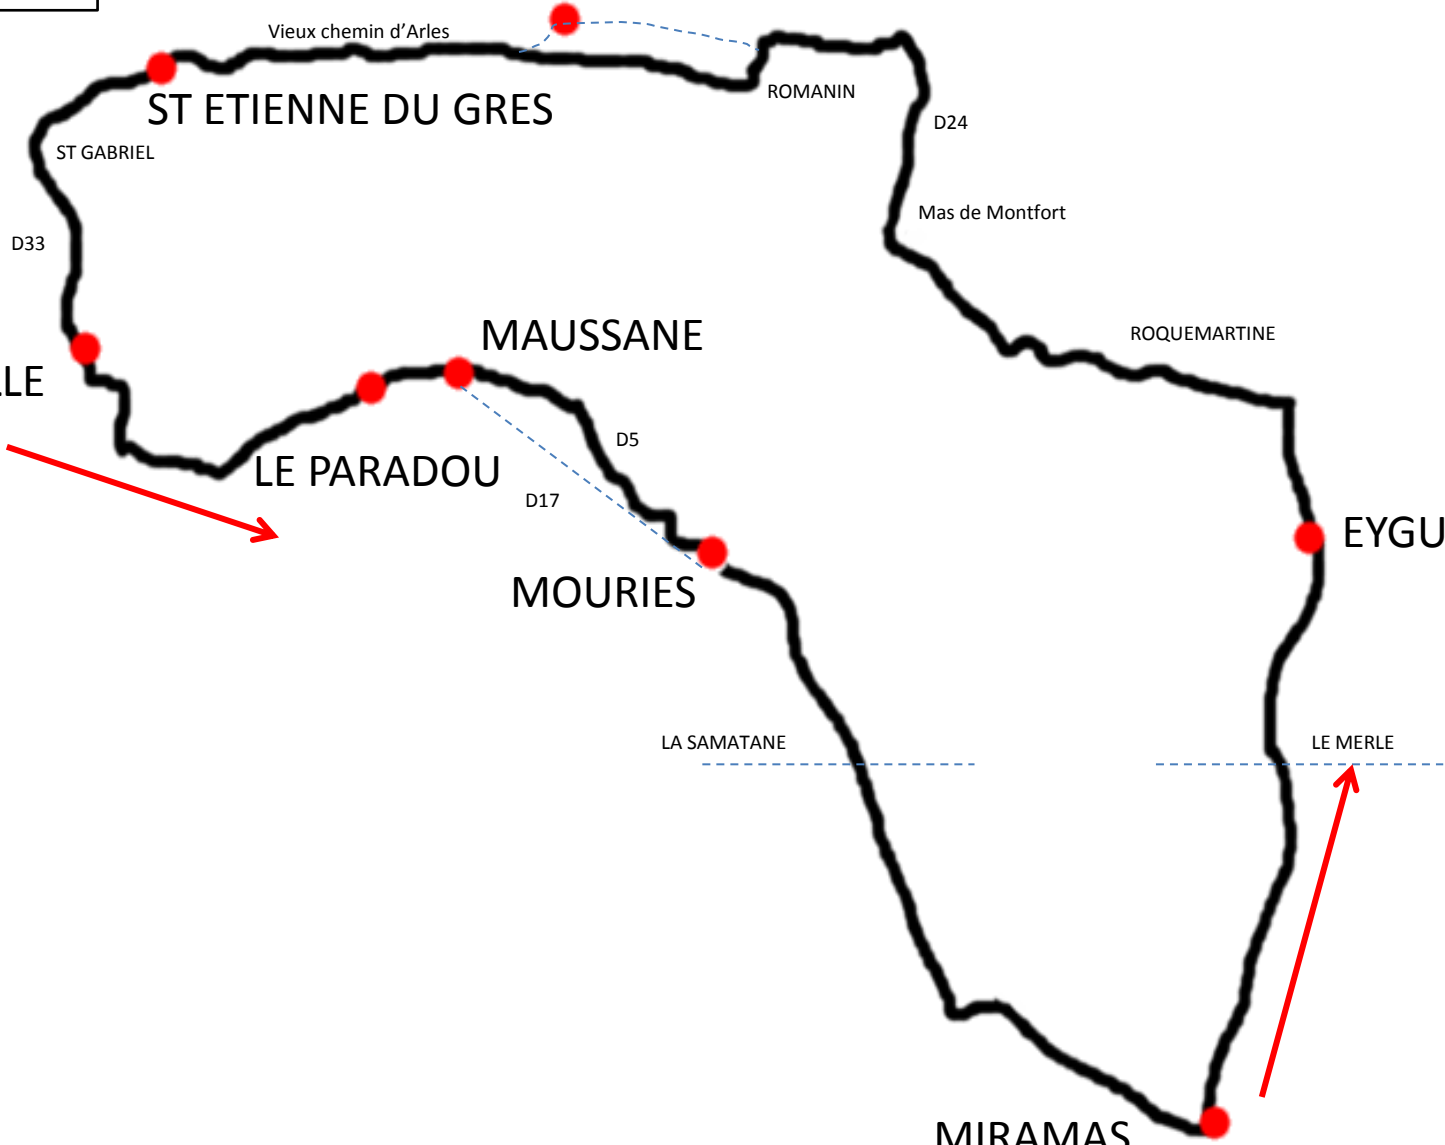 Vieux chemin d’Arles
ROMANIN
ST ETIENNE DU GRES
D24
ST GABRIEL
Mas de Montfort
D33
MAUSSANE
ROQUEMARTINE
LLE
D5
LE PARADOU
D17
EYGU
MOURIES
LA SAMATANE
LE MERLE
MIRAMAS